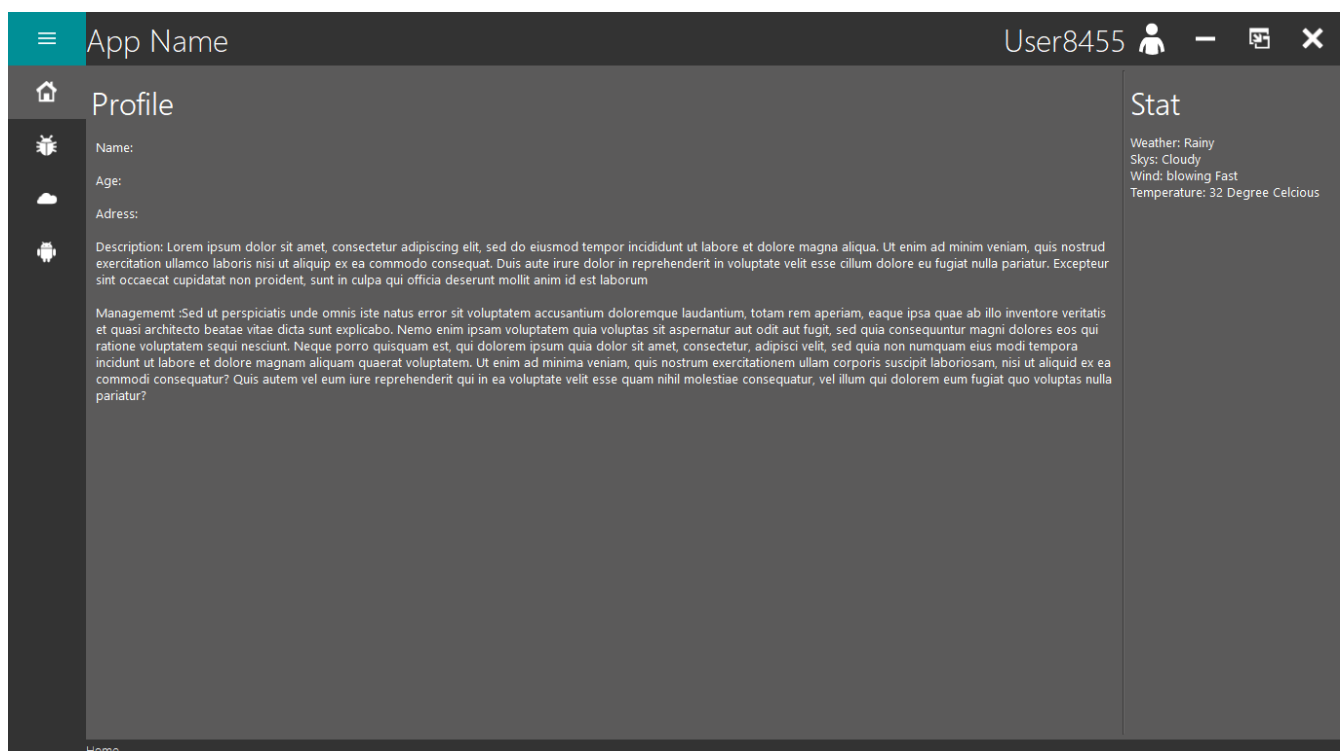 App Name
User8455
Profile
Name:
Age:
Adress:
Description: Lorem ipsum dolor sit amet, consectetur adipiscing elit, sed do eiusmod tempor incididunt ut labore et dolore magna aliqua. Ut enim ad minim veniam, quis nostrud
exercitation ullamco laboris nisi ut aliquip ex ea commodo consequat. Duis aute irure dolor in reprehenderit in voluptate velit esse cillum dolore eu fugiat nulla pariatur. Excepteur
sint occaecat cupidatat non proident, sunt in culpa qui officia deserunt mollit anim id est laborum
Managememt :Sed ut perspiciatis unde omnis iste natus error sit voluptatem accusantium doloremque laudantium, totam rem aperiam, eaque ipsa quae ab illo inventore veritatis
et quasi architecto beatae vitae dicta sunt explicabo. Nemo enim ipsam voluptatem quia voluptas sit aspernatur aut odit aut fugit, sed quia consequuntur magni dolores eos qui
ratione voluptatem sequi nesciunt. Neque porro quisquam est, qui dolorem ipsum quia dolor sit amet, consectetur, adipisci velit, sed quia non numquam eius modi tempora
incidunt ut labore et dolore magnam aliquam quaerat voluptatem. Ut enim ad minima veniam, quis nostrum exercitationem ullam corporis suscipit laboriosam, nisi ut aliquid ex ea
commodi consequatur? Quis autem vel eum iure reprehenderit qui in ea voluptate velit esse quam nihil molestiae consequatur, vel illum qui dolorem eum fugiat quo voluptas nulla
pariatur?
Stat
Weather: Rainy
Skys: Cloudy
Wind: blowing Fast
Temperature: 32 Degree Celcious
Home